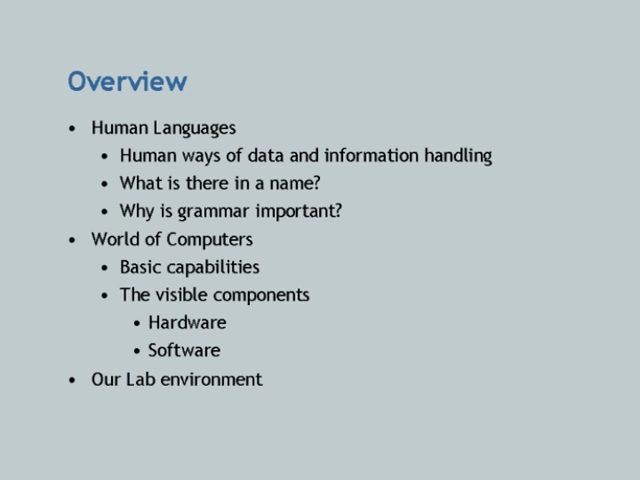 Overview
• Human Languages
• Human ways of data and information handling
• What is there in a name?
• Why is grammar important?
• World of Computers
• Basic capabilities
• The visible components
• Hardware
• Software
• Our Lab environment